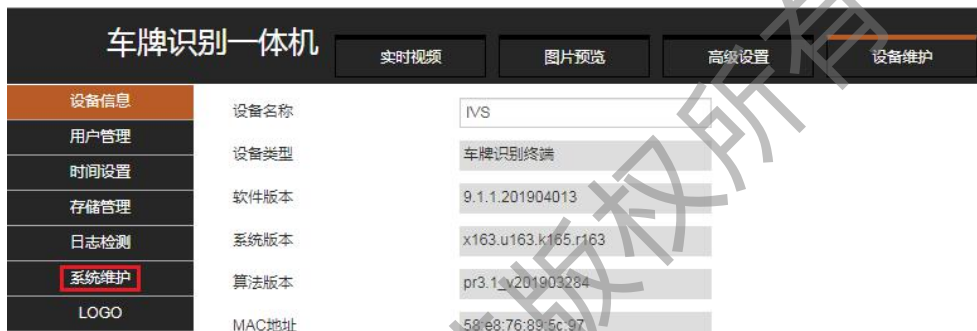 车牌识别一体机 实时视频 图片预览 高级设置 设备维护
设备信息
用户管理
时间设置
存储管理
日志检测
系统维护
LOGO
设备名称 IVS
设备类型 车牌识别终端
软件版本 9.1.1.201904013
系统版本 x163.u163.k165.r163
算法版本 pr3.1_v201903284
MAC地址 58:e8:76:89:5c:97
版权所有